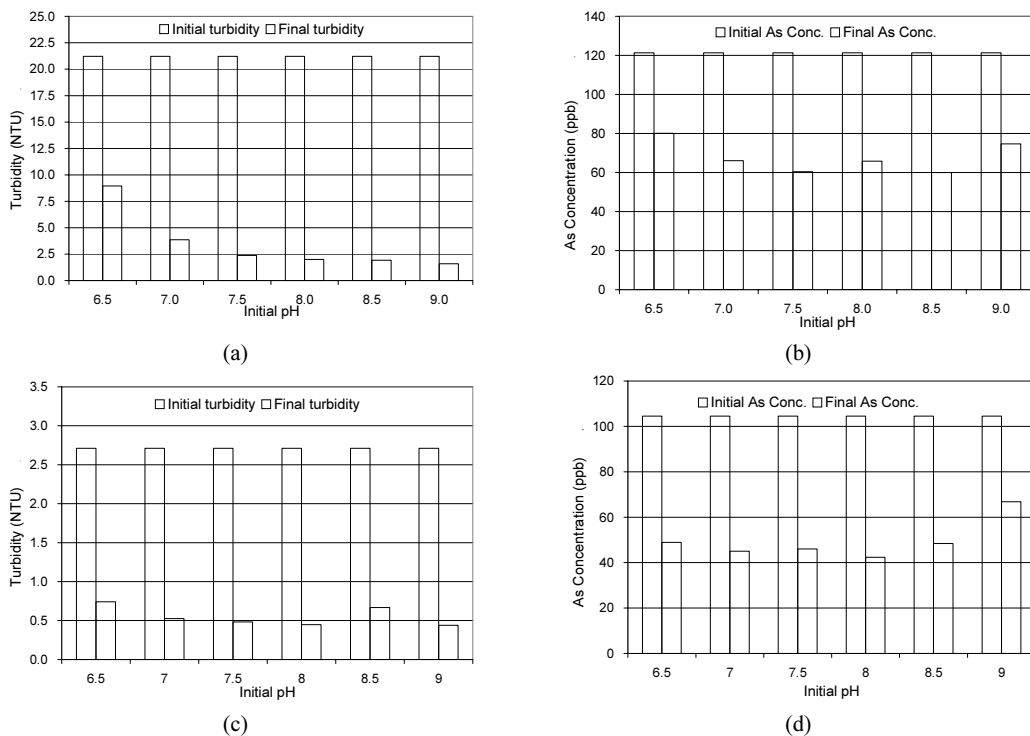 Initial turbidity Final turbidity
Turbidity (NTU)
25.0
22.5
20.0
17.5
15.0
12.5
10.0
7.5
5.0
2.5
0.0
6.5 7.0 7.5 8.0 8.5 9.0
Initial pH
(a)
Initial As Conc. Final As Conc.
As Concentration (ppb)
140
120
100
80
60
40
20
0
6.5 7.0 7.5 8.0 8.5 9.0
Initial pH
(b)
Initial turbidity Final turbidity
Turbidity (NTU)
3.5
3.0
2.5
2.0
1.5
1.0
0.5
0.0
6.5 7 7.5 8 8.5 9
Initial pH
(c)
Initial As Conc. Final As Conc.
As Concentration (ppb)
120
100
80
60
40
20
0
6.5 7 7.5 8 8.5 9
Initial pH
(d)